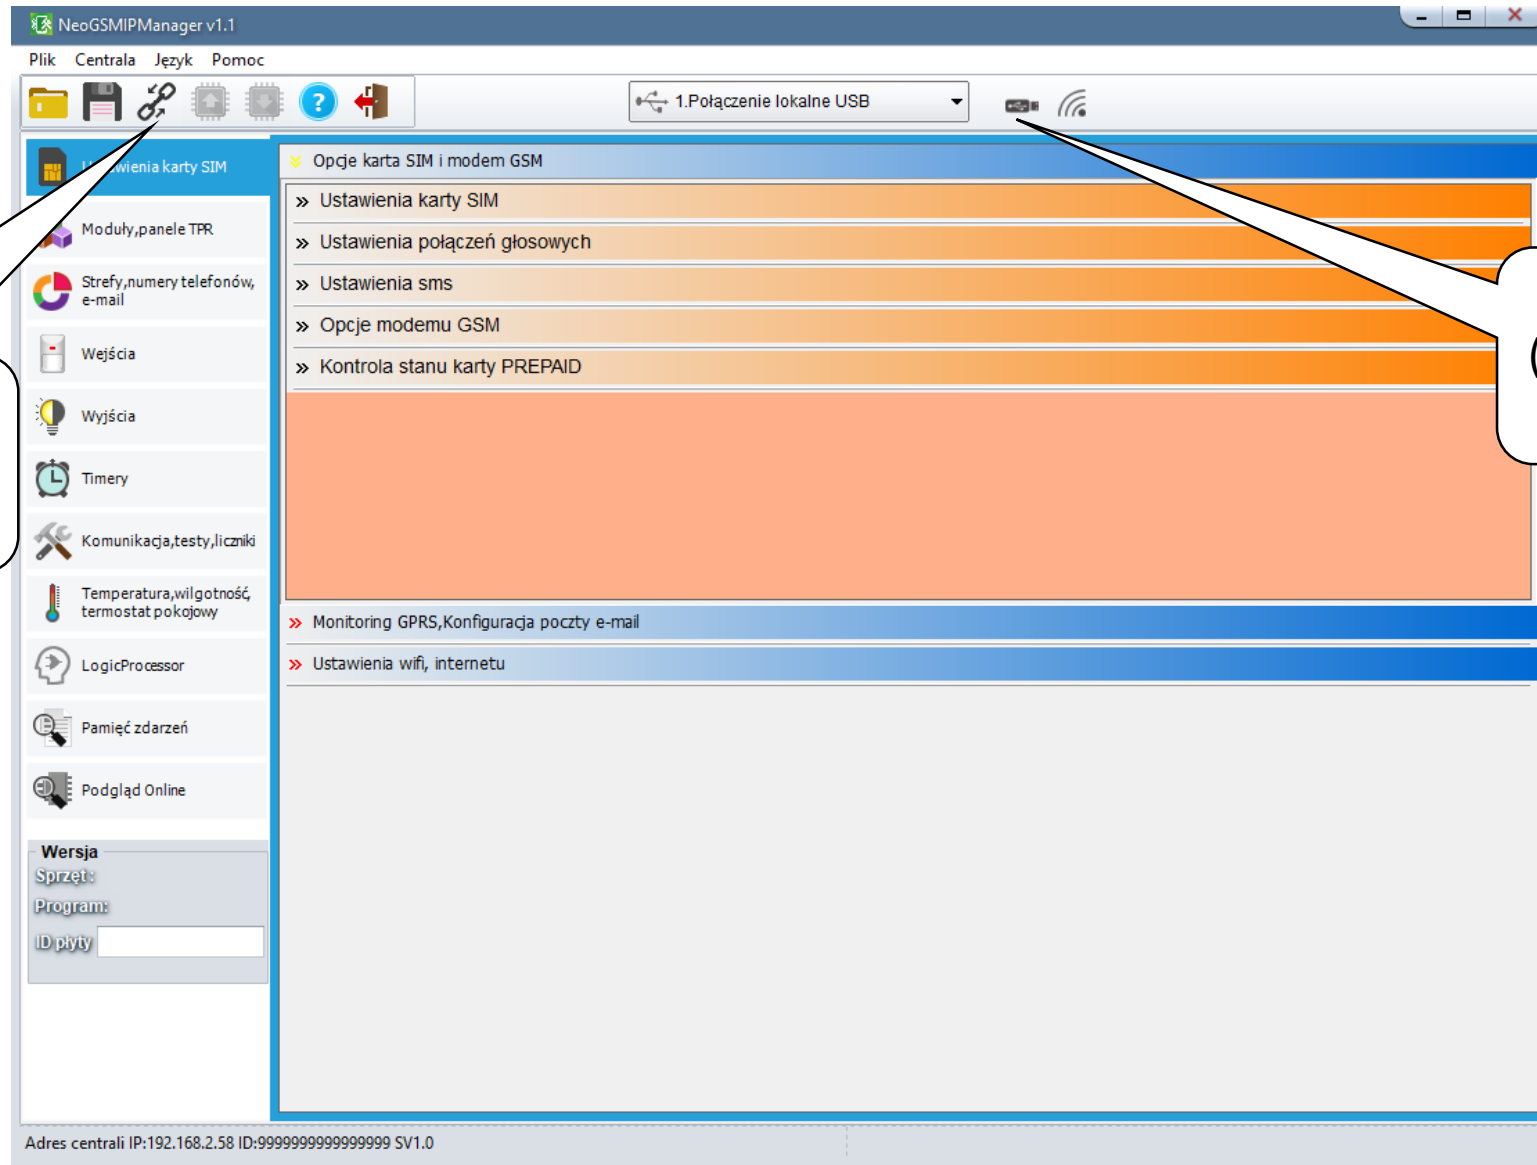 NeoGSMIPManager v1.1
Plik Centrala Język Pomoc
1.Połączenie lokalne USB
Ustawienia karty SIM
Moduły,panele TPR
Strefy,numery telefonów,
e-mail
Wejścia
Wyjścia
Timery
Komunikacja,testy,liczniki
Temperatura,wilgotność,
termostat pokojowy
LogicProcessor
Pamięć zdarzeń
Podgląd Online
Wersja
Sprzęt:
Program:
ID płyty
Opcje karta SIM i modem GSM
Ustawienia karty SIM
Ustawienia połączeń głosowych
Ustawienia sms
Opcje modemu GSM
Kontrola stanu karty PREPAID
Monitoring GPRS,Konfiguracja poczty e-mail
Ustawienia wifi, internetu
Adres centrali IP:192.168.2.58 ID:9999999999999999 SV1.0